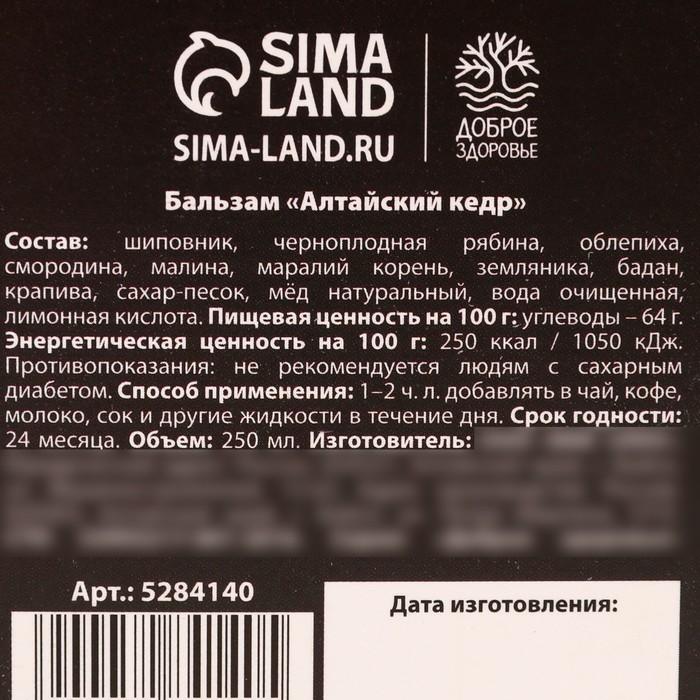 SIMA
LAND
SIMA-LAND.RU
ДОБРОЕ
ЗДОРОВЬЕ
Бальзам «Алтайский кедр»
Состав: шиповник, черноплодная рябина, облепиха,
смородина, малина, маралий корень, земляника, бадан,
крапива, сахар-песок, мёд натуральный, вода очищенная,
лимонная кислота. Пищевая ценность на 100 г: углеводы – 64 г.
Энергетическая ценность на 100 г: 250 ккал / 1050 кДж.
Противопоказания: не рекомендуется людям с сахарным
диабетом. Способ применения: 1–2 ч. л. добавлять в чай, кофе,
молоко, сок и другие жидкости в течение дня. Срок годности:
24 месяца. Объем: 250 мл. Изготовитель:
Арт.: 5284140
Дата изготовления: